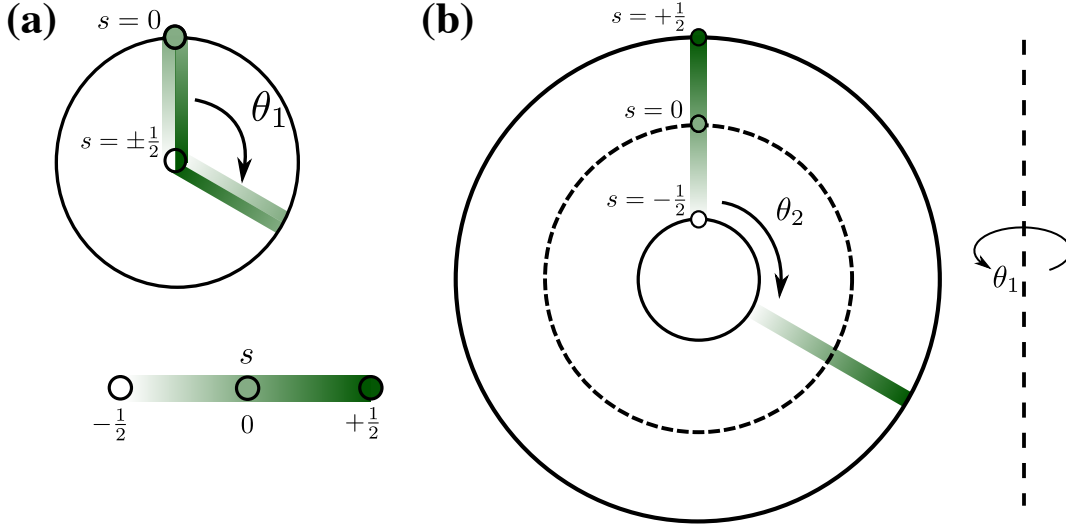 (a)
s = 0
θ₁
s = ±½
s
−½
0
+½
(b)
s = +½
s = 0
s = −½
θ₂
θ₁